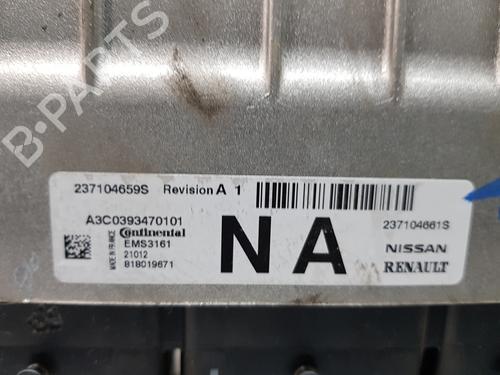 B-PARTS
237104659S Revision A 1
A3C0393470101
Continental
EMS3161
21012
818019671
MADE IN FRANCE
NA
237104661S
NISSAN
RENAULT